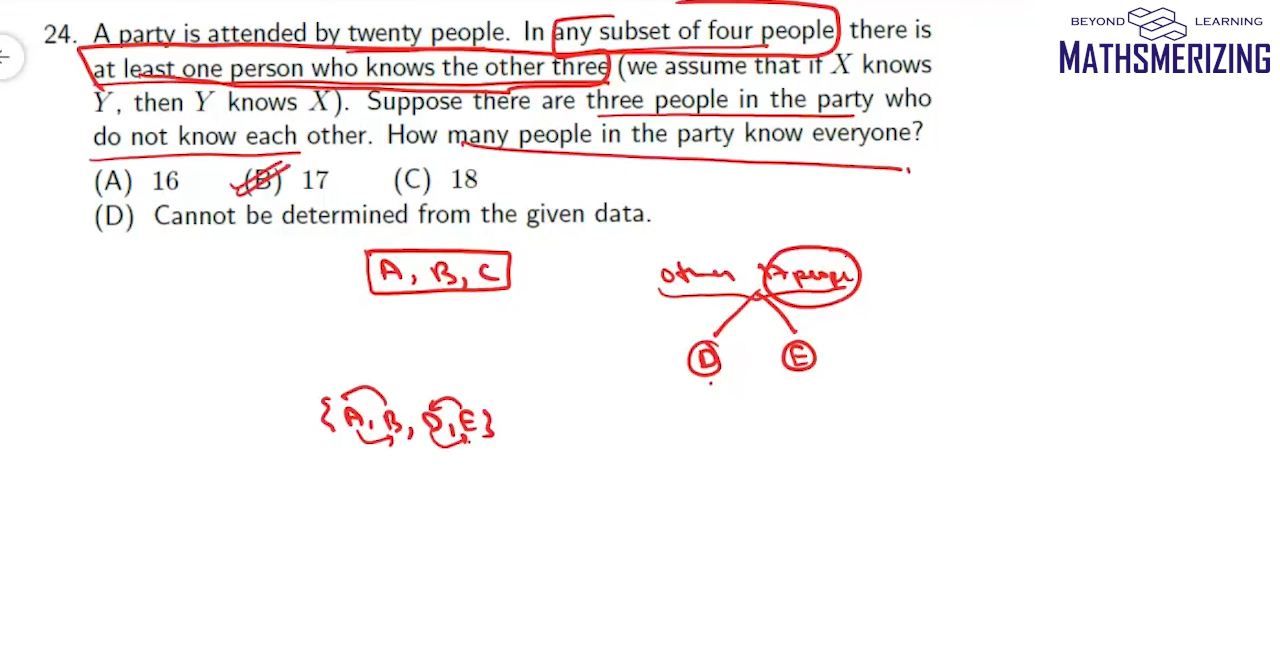 BEYOND LEARNING
MATHSMERIZING
24. A party is attended by twenty people. In any subset of four people, there is
at least one person who knows the other three (we assume that if X knows
Y, then Y knows X). Suppose there are three people in the party who
do not know each other. How many people in the party know everyone?
(A) 16 (B) 17 (C) 18
(D) Cannot be determined from the given data.
A, B, C
other 17 people
D E
{A, B, D, E}